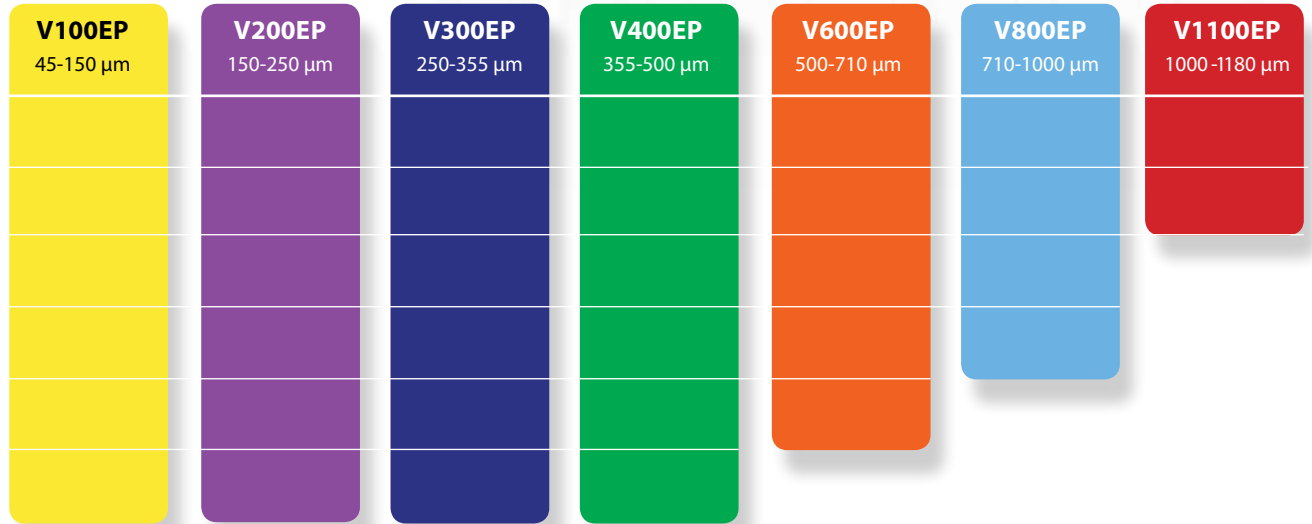 V100EP
45-150 µm
V200EP
150-250 µm
V300EP
250-355 µm
V400EP
355-500 µm
V600EP
500-710 µm
V800EP
710-1000 µm
V1100EP
1000-1180 µm